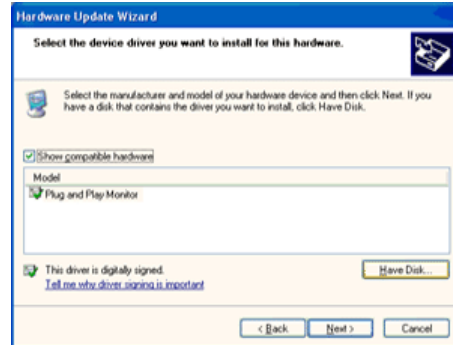 Hardware Update Wizard
Select the device driver you want to install for this hardware.
Select the manufacturer and model of your hardware device and then click Next. If you
have a disk that contains the driver you want to install, click Have Disk.
Show compatible hardware
Model
Plug and Play Monitor
This driver is digitally signed.
Have Disk...
Tell me why driver signing is important
< Back
Next >
Cancel